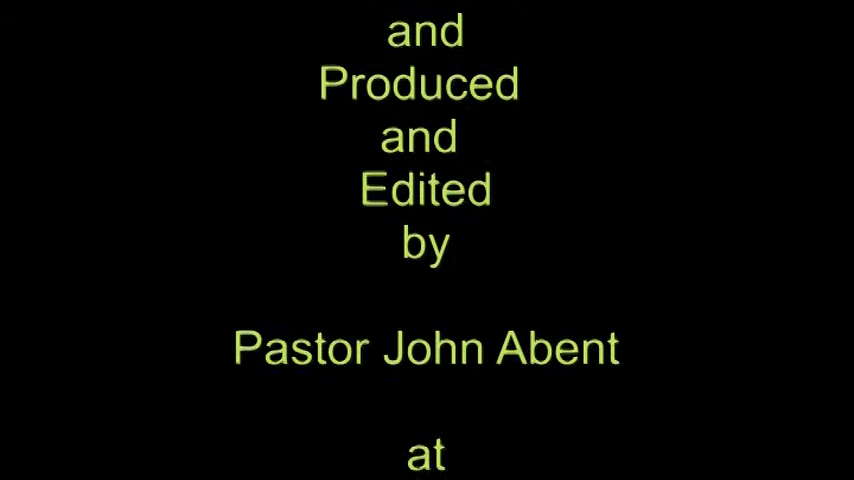 and
Produced
and
Edited
by
Pastor John Abent
at